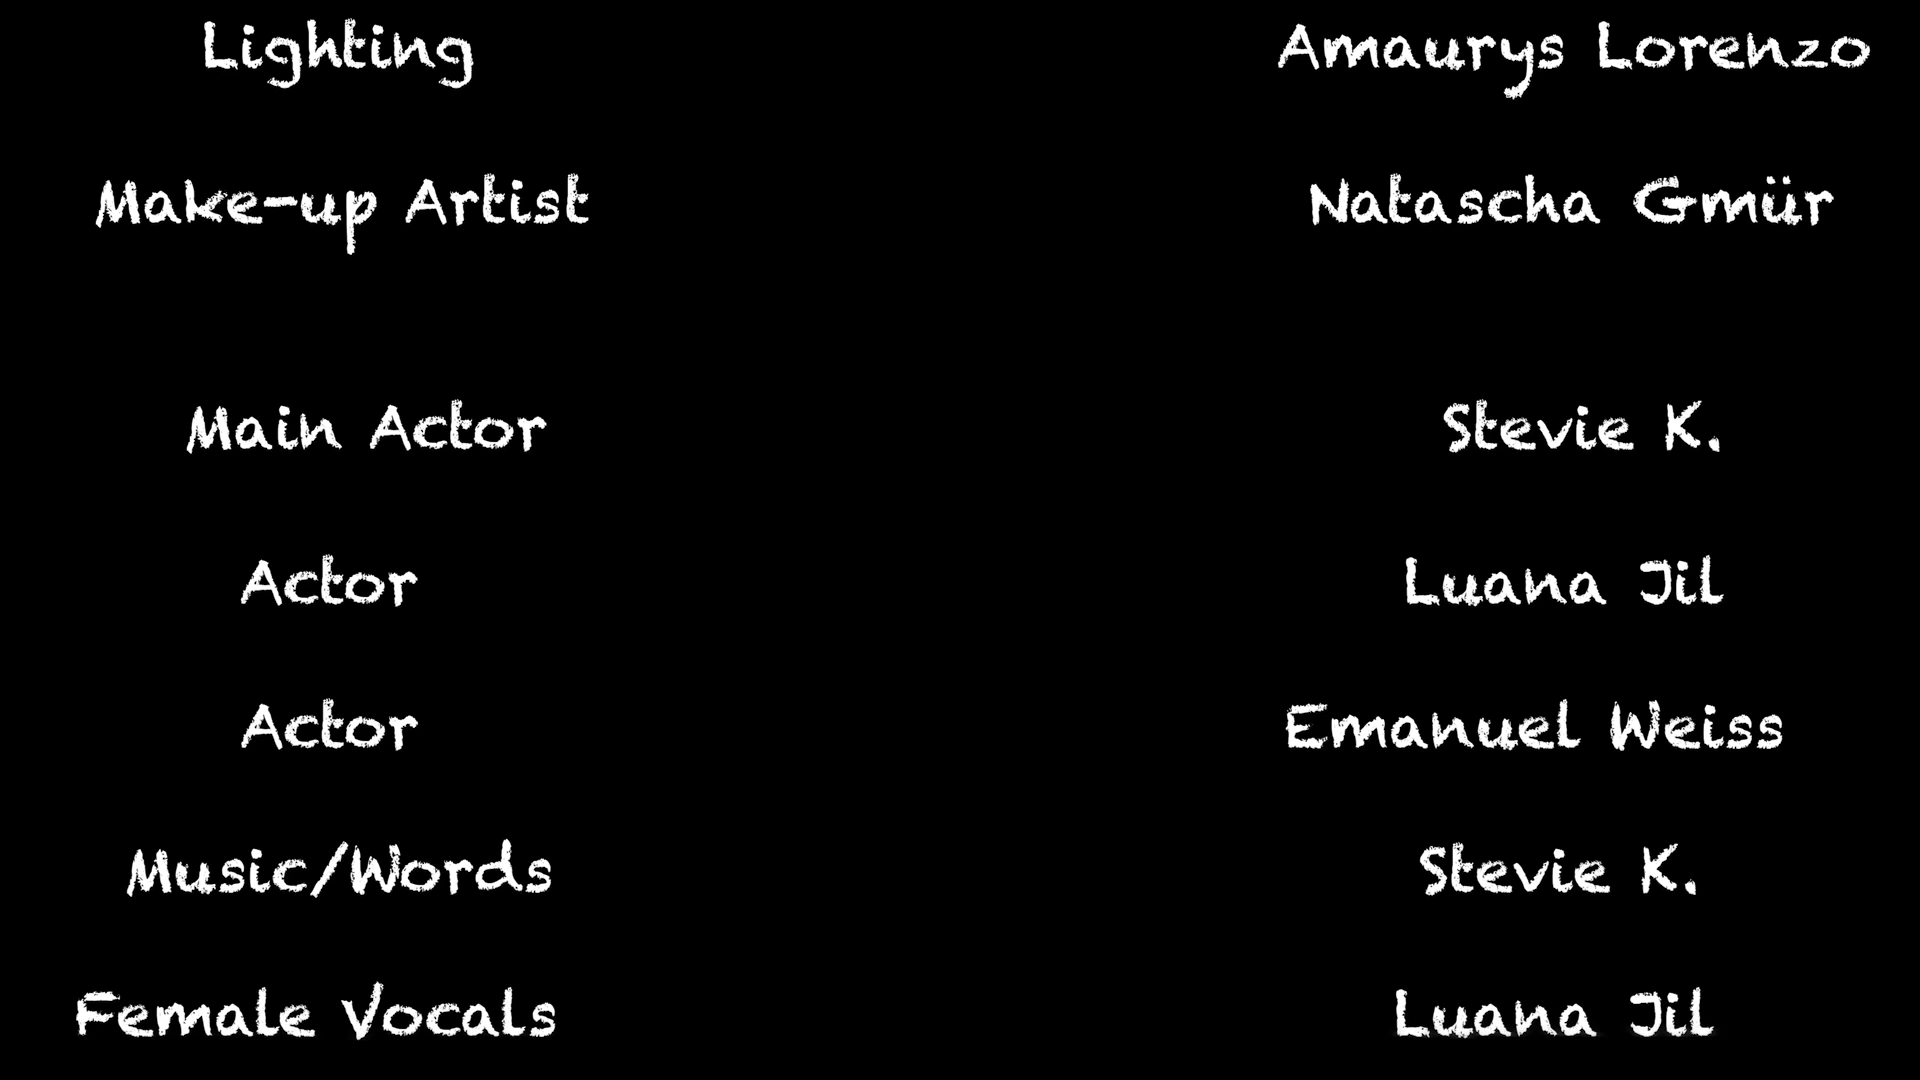 Lighting Amaurys Lorenzo
Make-up Artist Natascha Gmür
Main Actor Stevie K.
Actor Luana Jil
Actor Emanuel Weiss
Music/Words Stevie K.
Female Vocals Luana Jil